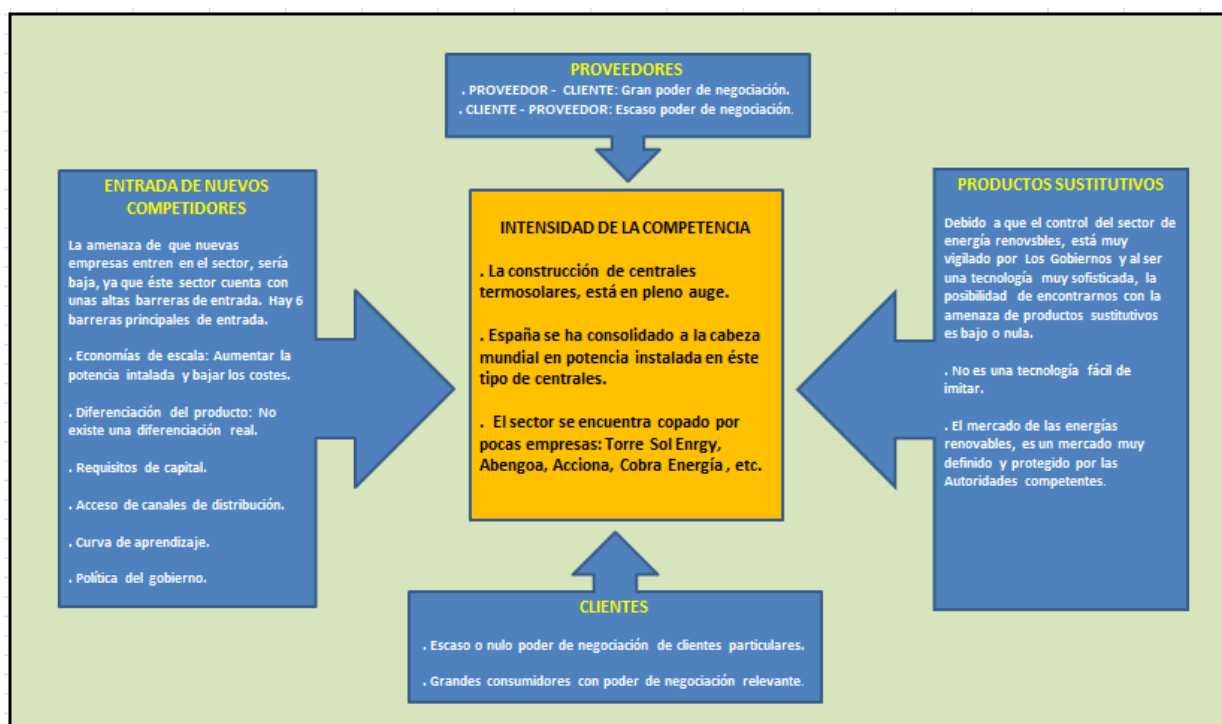 PROVEEDORES
. PROVEEDOR - CLIENTE: Gran poder de negociación.
. CLIENTE - PROVEEDOR: Escaso poder de negociación.
ENTRADA DE NUEVOS
COMPETIDORES
La amenaza de que nuevas
empresas entren en el sector, sería
baja, ya que éste sector cuenta con
unas altas barreras de entrada. Hay 6
barreras principales de entrada.
. Economías de escala: Aumentar la
potencia intalada y bajar los costes.
. Diferenciación del producto: No
existe una diferenciación real.
. Requisitos de capital.
. Acceso de canales de distribución.
. Curva de aprendizaje.
. Política del gobierno.
INTENSIDAD DE LA COMPETENCIA
. La construcción de centrales
termosolares, está en pleno auge.
. España se ha consolidado a la cabeza
mundial en potencia instalada en éste
tipo de centrales.
. El sector se encuentra copado por
pocas empresas: Torre Sol Enrgy,
Abengoa, Acciona, Cobra Energía , etc.
PRODUCTOS SUSTITUTIVOS
Debido a que el control del sector de
energía renovsbles, está muy
vigilado por Los Gobiernos y al ser
una tecnología muy sofisticada, la
posibilidad de encontrarnos con la
amenaza de productos sustitutivos
es bajo o nula.
. No es una tecnología fácil de
imitar.
. El mercado de las energías
renovables, es un mercado muy
definido y protegido por las
Autoridades competentes.
CLIENTES
. Escaso o nulo poder de negociación de clientes particulares.
. Grandes consumidores con poder de negociación relevante.